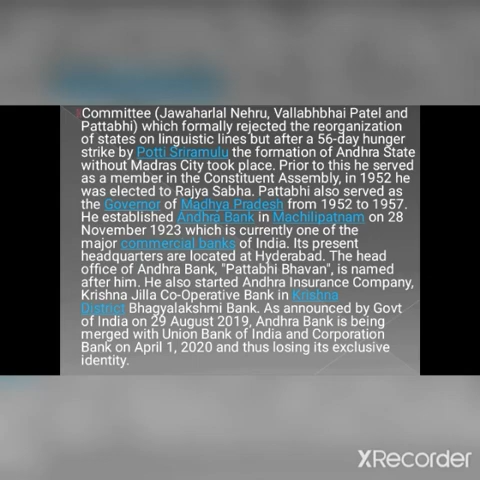 Committee (Jawaharlal Nehru, Vallabhbhai Patel and
Pattabhi) which formally rejected the reorganization
of states on linguistic lines but after a 56-day hunger
strike by Potti Sriramulu the formation of Andhra State
without Madras City took place. Prior to this he served
as a member in the Constituent Assembly, in 1952 he
was elected to Rajya Sabha. Pattabhi also served as
the Governor of Madhya Pradesh from 1952 to 1957.
He established Andhra Bank in Machilipatnam on 28
November 1923 which is currently one of the
major commercial banks of India. Its present
headquarters are located at Hyderabad. The head
office of Andhra Bank, "Pattabhi Bhavan", is named
after him. He also started Andhra Insurance Company,
Krishna Jilla Co-Operative Bank in Krishna
District Bhagyalakshmi Bank. As announced by Govt
of India on 29 August 2019, Andhra Bank is being
merged with Union Bank of India and Corporation
Bank on April 1, 2020 and thus losing its exclusive
identity.
XRecorder